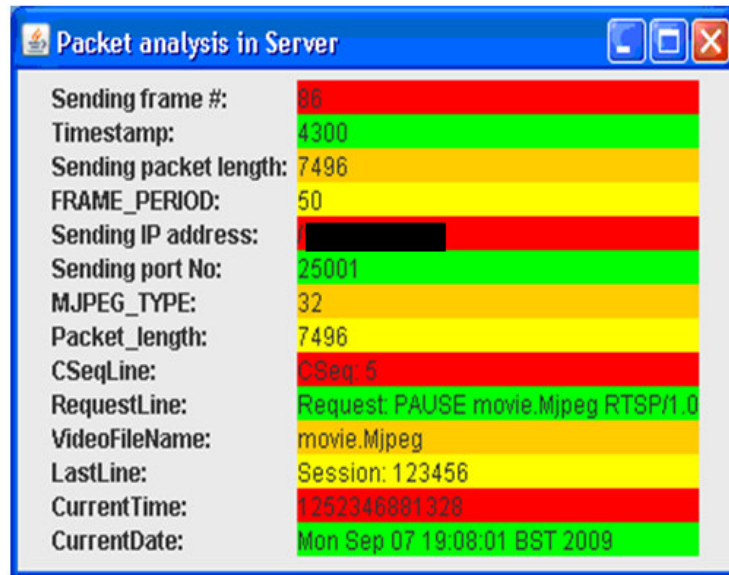 Packet analysis in Server
Sending frame #: 86
Timestamp: 4300
Sending packet length: 7496
FRAME_PERIOD: 50
Sending IP address: /
Sending port No: 25001
MJPEG_TYPE: 32
Packet_length: 7496
CSeqLine: CSeq: 5
RequestLine: Request: PAUSE movie.Mjpeg RTSP/1.0
VideoFileName: movie.Mjpeg
LastLine: Session: 123456
CurrentTime: 1252346881328
CurrentDate: Mon Sep 07 19:08:01 BST 2009